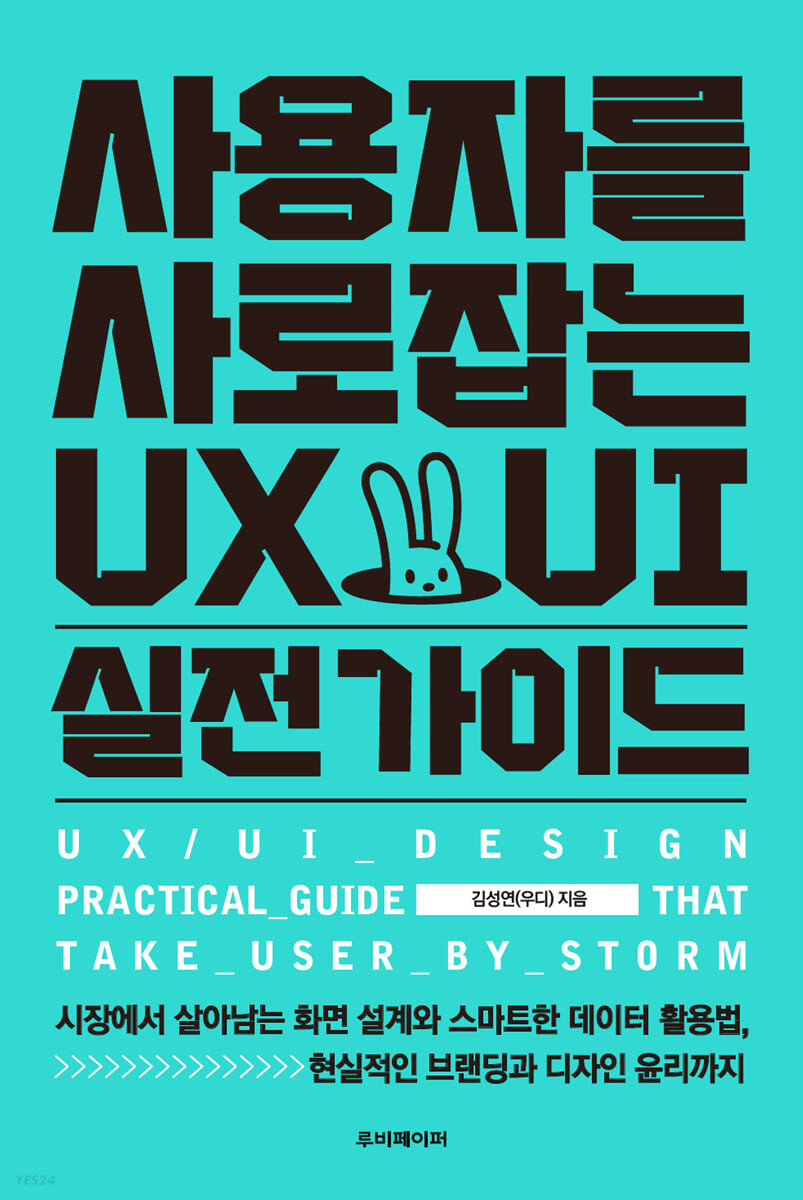 사용자를
사로잡는
UX UI
실전 가이드
UX/UI_DESIGN
PRACTICAL_GUIDE 김성연(우디) 지음 THAT
TAKE_USER_BY_STORM
시장에서 살아남는 화면 설계와 스마트한 데이터 활용법,
>>>>>>>>>>>>>>> 현실적인 브랜딩과 디자인 윤리까지
루비페이퍼
YES24